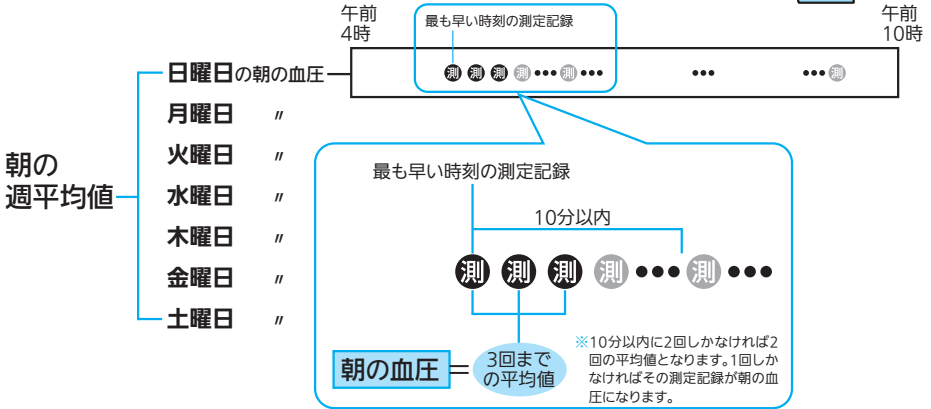 午前
4時
最も早い時刻の測定記録
午前
10時
日曜日の朝の血圧
測 測 測 測 ••• 測 ••• ••• ••• 測
月曜日 〃
火曜日 〃
水曜日 〃
木曜日 〃
金曜日 〃
土曜日 〃
朝の
週平均値
最も早い時刻の測定記録
10分以内
測 測 測 測 ••• 測 •••
朝の血圧 = 3回まで
の平均値
※10分以内に2回しかなければ2
回の平均値となります。1回しか
なければその測定記録が朝の血
圧になります。